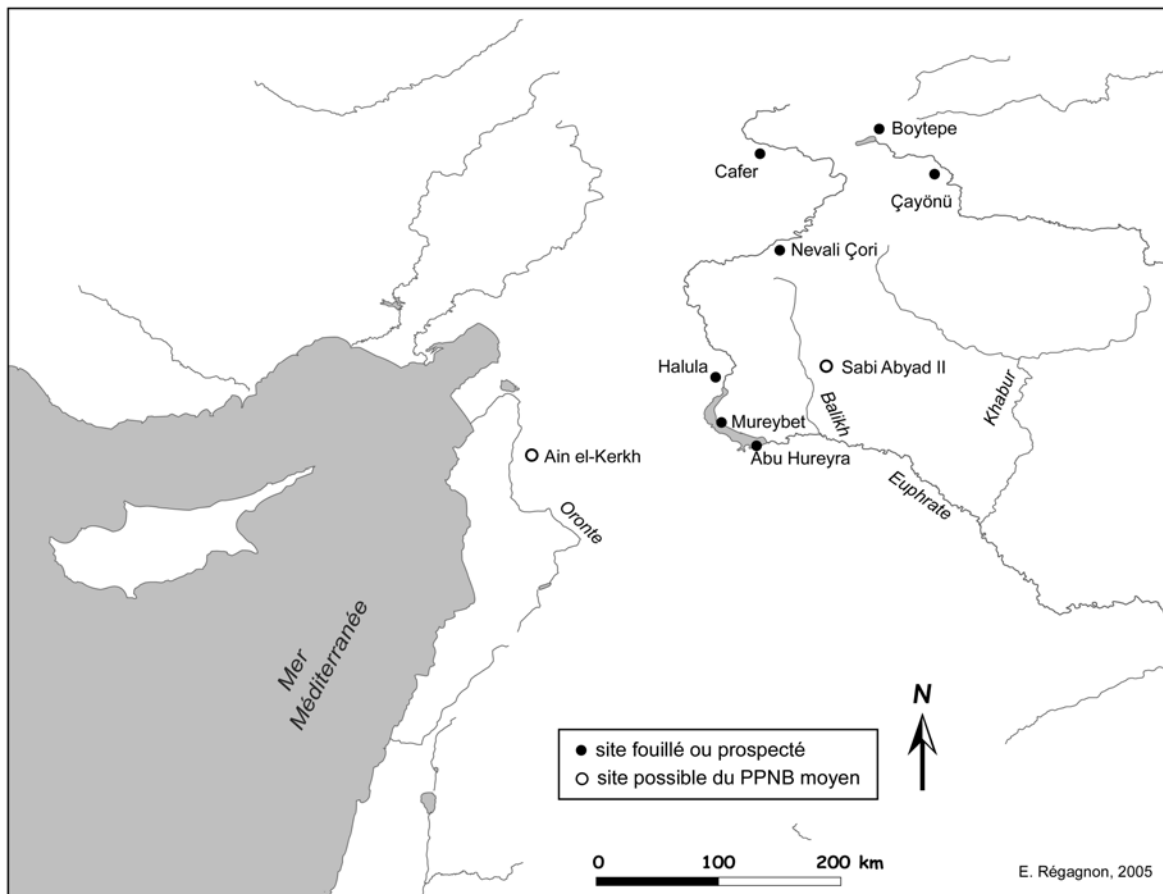 Boytepe
Cafer
Çayönü
Nevali Çori
Halula
Sabi Abyad II
Khabur
Balikh
Mureybet
Abu Hureyra
Ain el-Kerkh
Euphrate
Oronte
Mer
Méditerranée
N
site fouillé ou prospecté
site possible du PPNB moyen
0 100 200 km
E. Régagnon, 2005